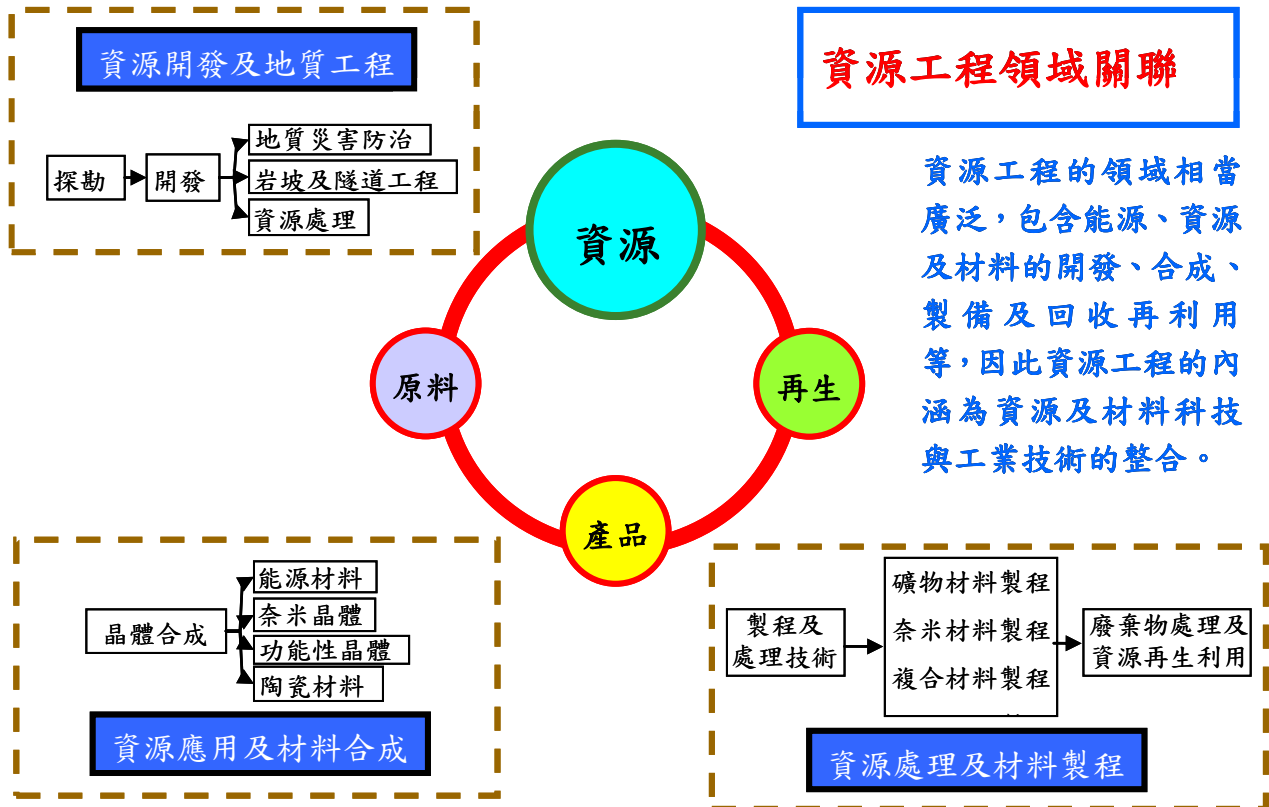 資源開發及地質工程
探勘
開發
地質災害防治
岩坡及隧道工程
資源處理
資源工程領域關聯
資源工程的領域相當
廣泛,包含能源、資源
及材料的開發、合成、
製備及回收再利用
等,因此資源工程的內
涵為資源及材料科技
與工業技術的整合。
資源
原料
再生
產品
晶體合成
能源材料
奈米晶體
功能性晶體
陶瓷材料
資源應用及材料合成
製程及
處理技術
礦物材料製程
奈米材料製程
複合材料製程
廢棄物處理及
資源再生利用
資源處理及材料製程